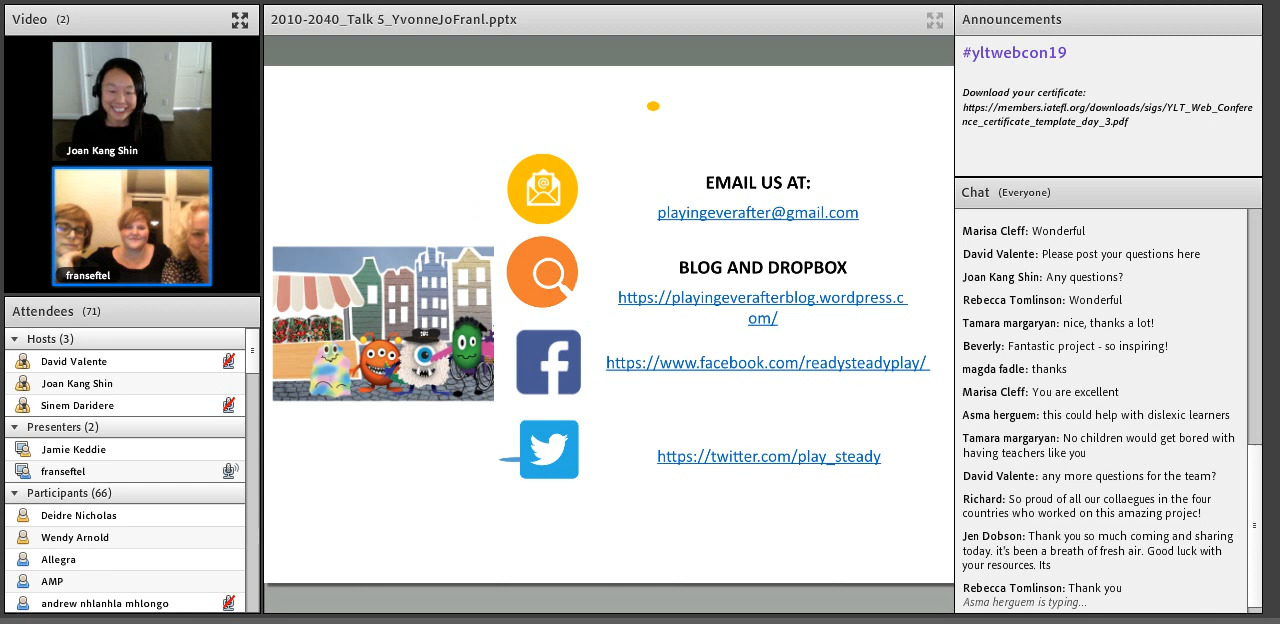 Video (2)
Joan Kang Shin
franseftel
Attendees (71)
Hosts (3)
David Valente
Joan Kang Shin
Sinem Daridere
Presenters (2)
Jamie Keddie
franseftel
Participants (66)
Deidre Nicholas
Wendy Arnold
Allegra
AMP
andrew nhlanhla mhlongo
2010-2040_Talk 5_YvonneJoFranl.pptx
EMAIL US AT:
playingeverafter@gmail.com
BLOG AND DROPBOX
https://playingeverafterblog.wordpress.c
om/
https://www.facebook.com/readysteadyplay/
https://twitter.com/play_steady
Announcements
#yltwebcon19
Download your certificate:
https://members.iatefl.org/downloads/sigs/YLT_Web_Confere
nce_certificate_template_day_3.pdf
Chat (Everyone)
Marisa Cleff: Wonderful
David Valente: Please post your questions here
Joan Kang Shin: Any questions?
Rebecca Tomlinson: Wonderful
Tamara margaryan: nice, thanks a lot!
Beverly: Fantastic project - so inspiring!
magda fadle: thanks
Marisa Cleff: You are excellent
Asma herguem: this could help with dislexic learners
Tamara margaryan: No children would get bored with
having teachers like you
David Valente: any more questions for the team?
Richard: So proud of all our collaegues in the four
countries who worked on this amazing projec!
Jen Dobson: Thank you so much coming and sharing
today. it's been a breath of fresh air. Good luck with
your resources. Its
Rebecca Tomlinson: Thank you
Asma herguem is typing...